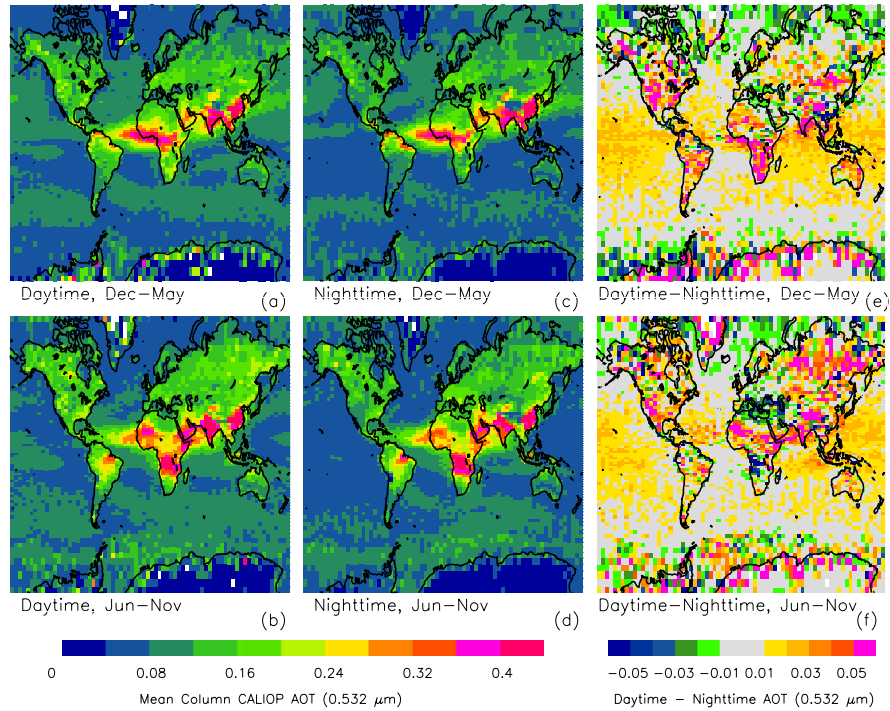 Daytime, Dec-May (a)
Nighttime, Dec-May (c)
Daytime-Nighttime, Dec-May (e)
Daytime, Jun-Nov (b)
Nighttime, Jun-Nov (d)
Daytime-Nighttime, Jun-Nov (f)
0 0.08 0.16 0.24 0.32 0.4
Mean Column CALIOP AOT (0.532 μm)
-0.05 -0.03 -0.01 0.01 0.03 0.05
Daytime - Nighttime AOT (0.532 μm)